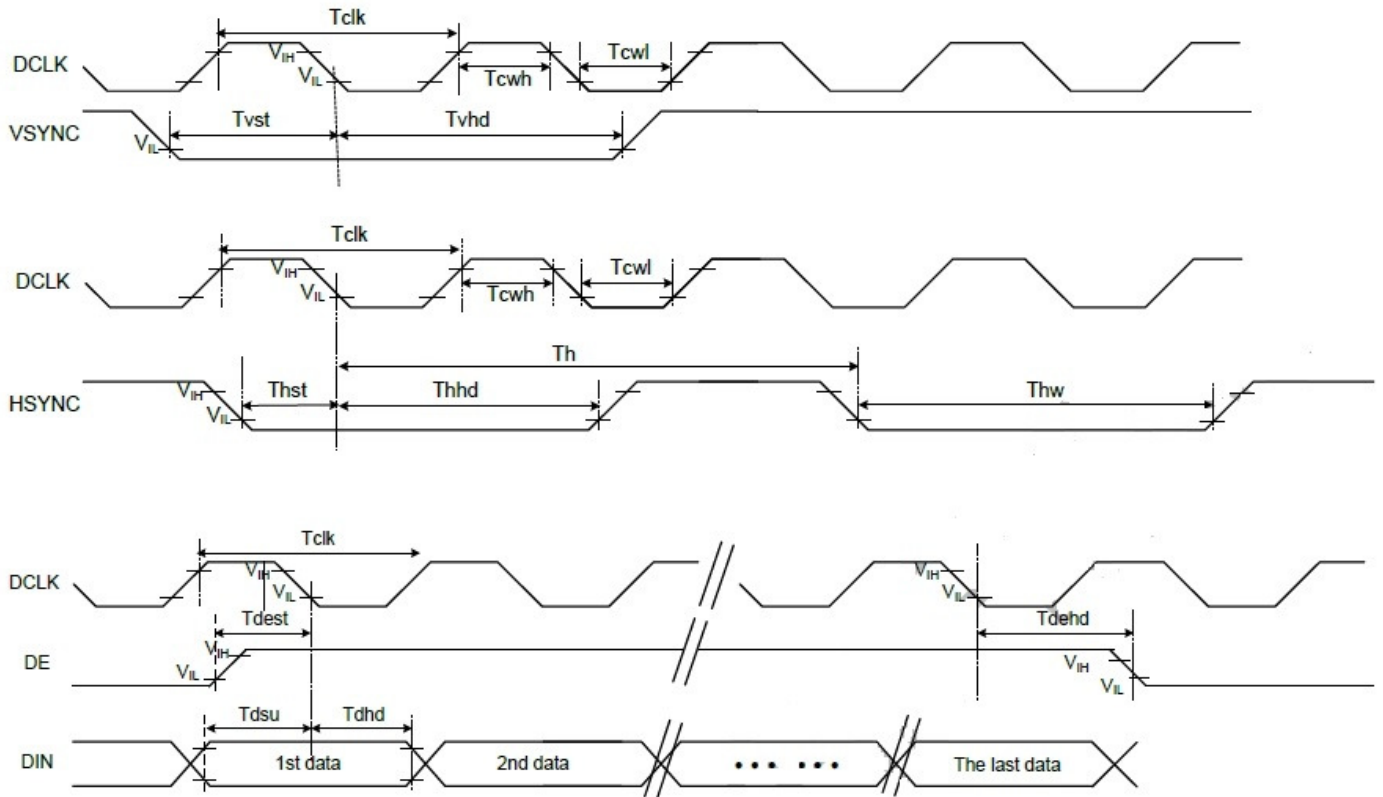 Tclk
DCLK
VIH
VIL
Tcwh
Tcwl
VSYNC
VIL
Tvst
Tvhd
Tclk
DCLK
VIH
VIL
Tcwh
Tcwl
Th
HSYNC
VIH
VIL
Thst
Thhd
Thw
Tclk
DCLK
VIH
VIL
VIH
VIL
Tdest
Tdehd
DE
VIH
VIL
VIH
VIL
Tdsu
Tdhd
DIN
1st data
2nd data
••• •••
The last data